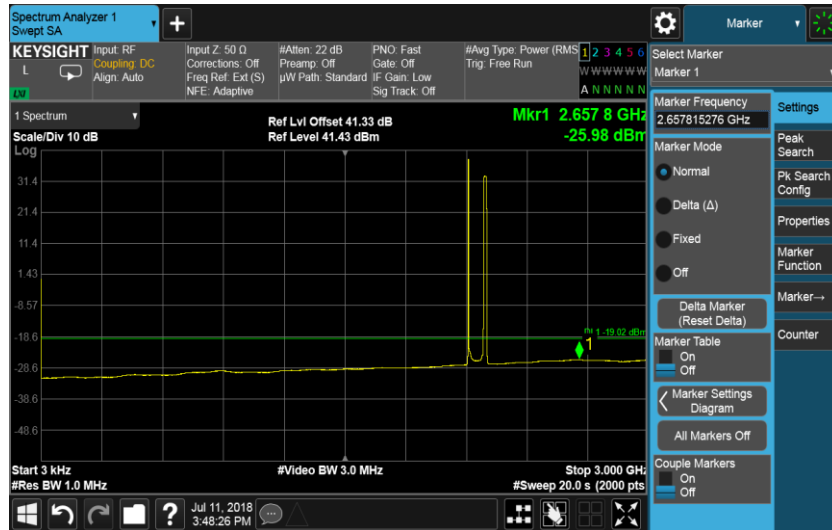 Spectrum Analyzer 1
Swept SA
Marker
KEYSIGHT
L
LXI
Input: RF
Coupling: DC
Align: Auto
Input Z: 50 Ω
Corrections: Off
Freq Ref: Ext (S)
NFE: Adaptive
#Atten: 22 dB
Preamp: Off
µW Path: Standard
PNO: Fast
Gate: Off
IF Gain: Low
Sig Track: Off
#Avg Type: Power (RMS
Trig: Free Run
1 2 3 4 5 6
W W W W W W
A N N N N N
Select Marker
Marker 1
1 Spectrum
Scale/Div 10 dB
Log
Ref Lvl Offset 41.33 dB
Ref Level 41.43 dBm
Mkr1 2.657 8 GHz
-25.98 dBm
31.4
21.4
11.4
1.43
-8.57
-18.6
-28.6
-38.6
-48.6
1 -19.02 dBm
1
Start 3 kHz
#Res BW 1.0 MHz
#Video BW 3.0 MHz
Stop 3.000 GHz
#Sweep 20.0 s (2000 pts
Marker Frequency
2.657815276 GHz
Marker Mode
Normal
Delta (Δ)
Fixed
Off
Delta Marker
(Reset Delta)
Marker Table
On
Off
Marker Settings
Diagram
All Markers Off
Couple Markers
On
Off
Settings
Peak
Search
Pk Search
Config
Properties
Marker
Function
Marker→
Counter
?
Jul 11, 2018
3:48:26 PM